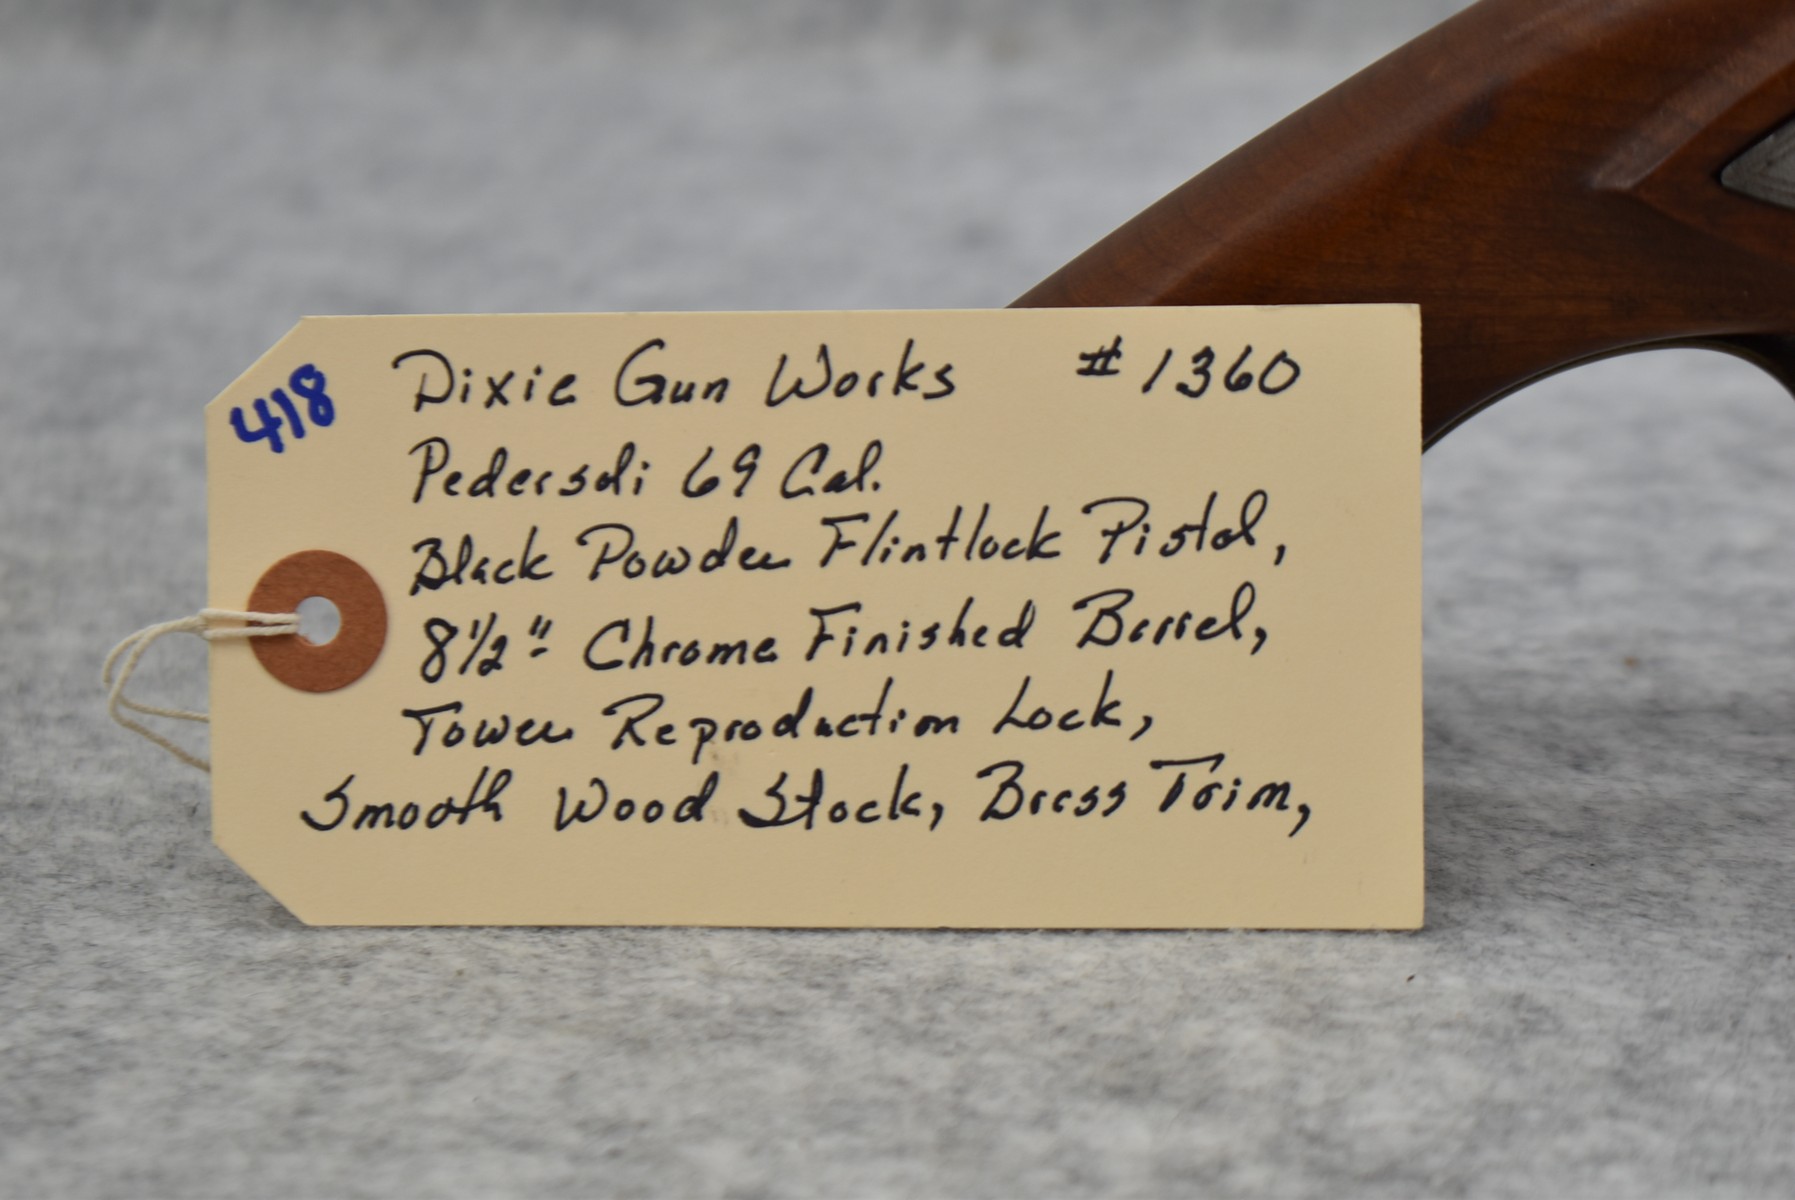 418
Dixie Gun Works #1360
Pedersoli 69 Cal.
Black Powder Flintlock Pistol,
8½" Chrome Finished Barrel,
Tower Reproduction Lock,
Smooth Wood Stock, Brass Trim,